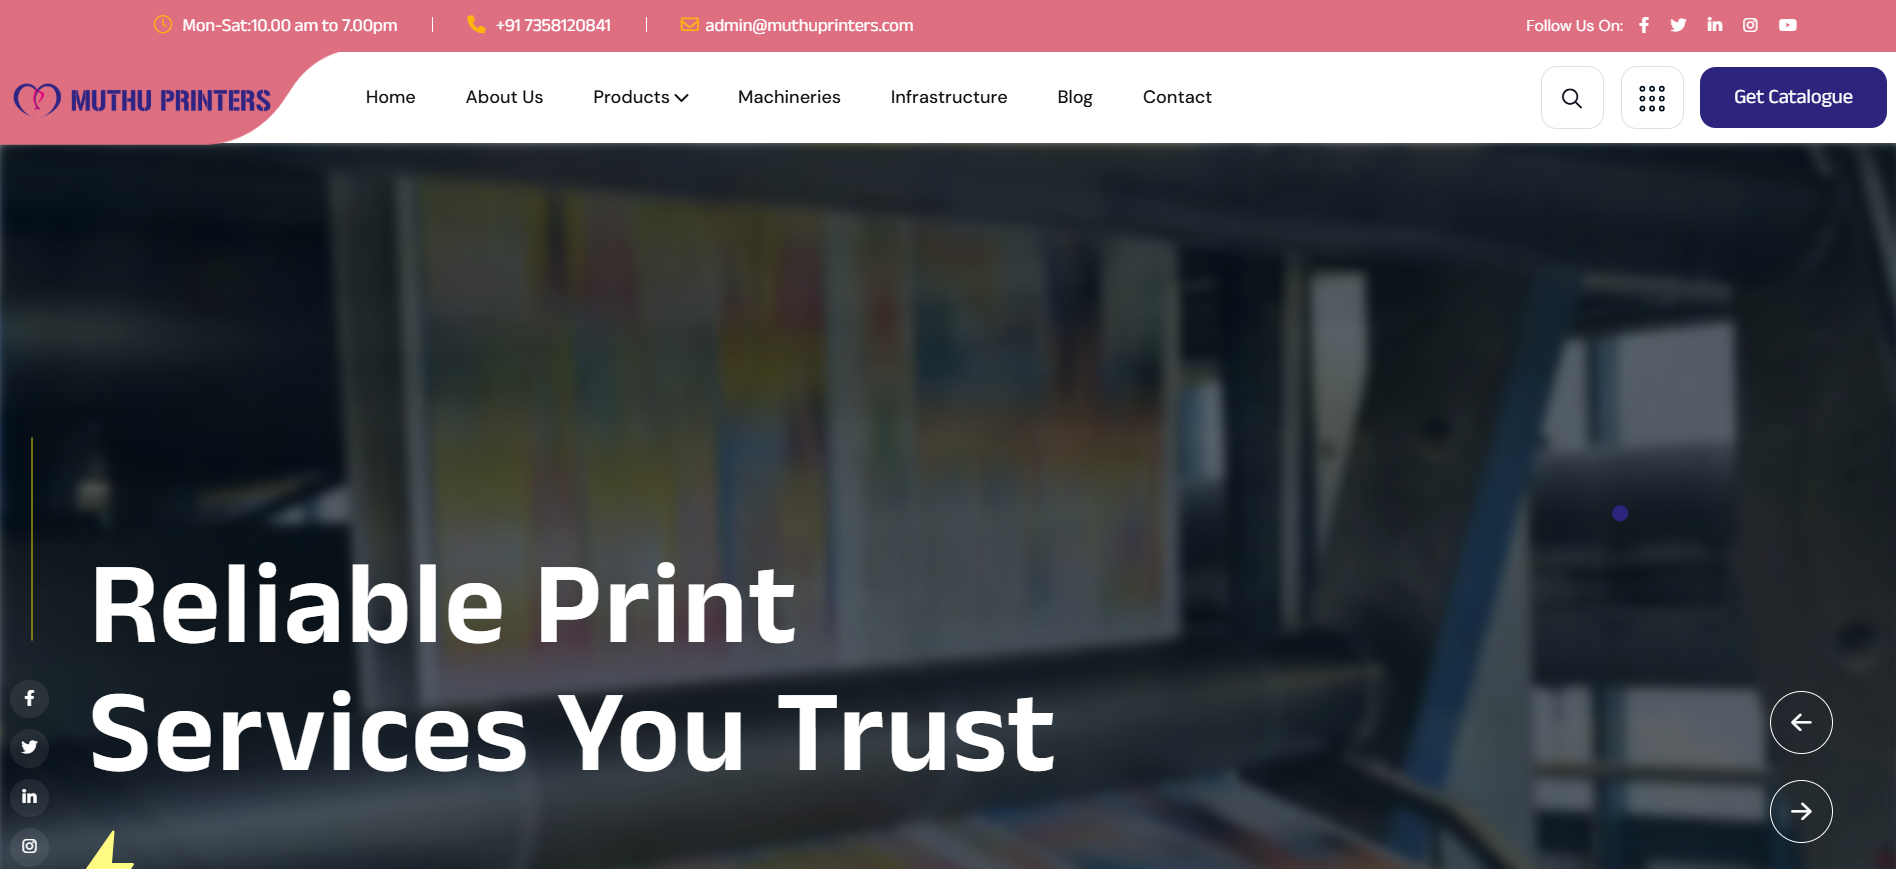 Mon-Sat:10.00 am to 7.00pm
+91 7358120841
admin@muthuprinters.com
Follow Us On:
MUTHU PRINTERS
Home
About Us
Products
Machineries
Infrastructure
Blog
Contact
Get Catalogue
Reliable Print
Services You Trust